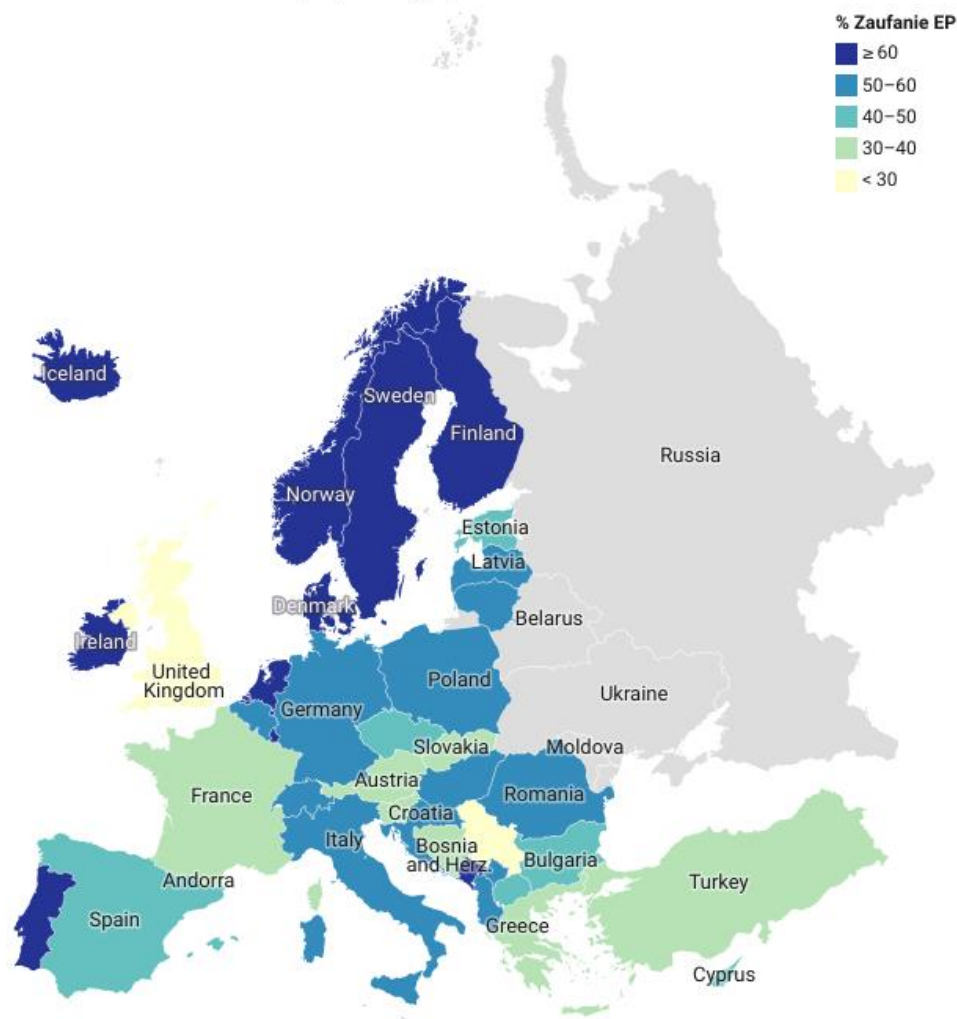 % Zaufanie EP
≥ 60
50–60
40–50
30–40
< 30
Iceland
Sweden
Finland
Norway
Russia
Estonia
Latvia
Denmark
Belarus
Ireland
United
Kingdom
Poland
Germany
Ukraine
Slovakia
Moldova
Austria
France
Romania
Croatia
Italy
Bosnia
and Herz.
Bulgaria
Andorra
Turkey
Spain
Greece
Cyprus